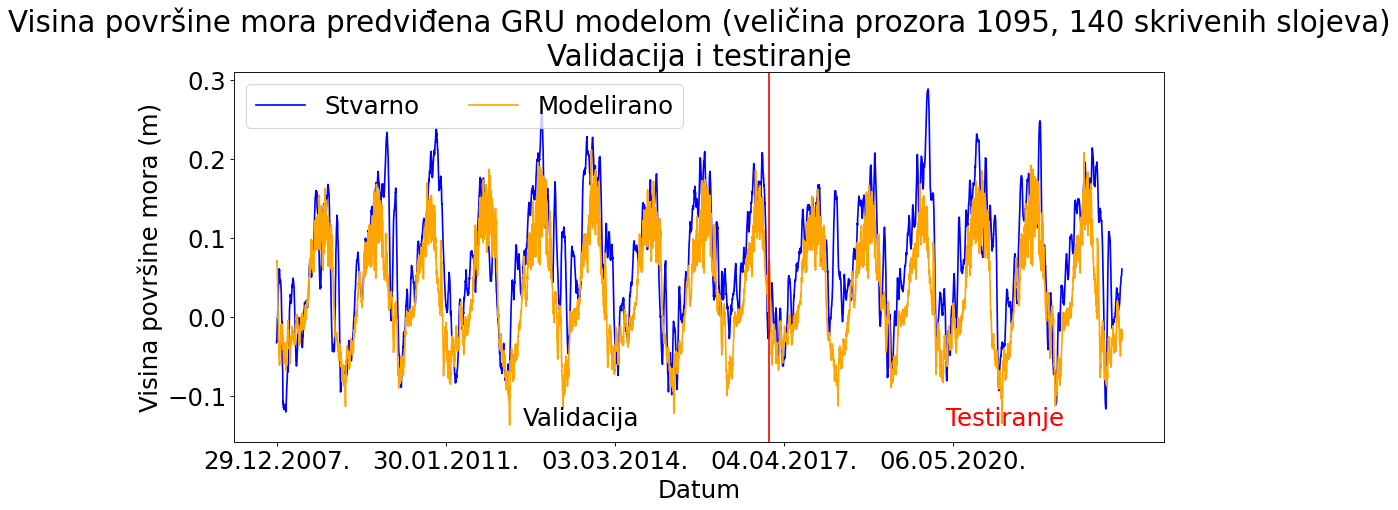 Visina površine mora predviđena GRU modelom (veličina prozora 1095, 140 skrivenih slojeva)
Validacija i testiranje
Stvarno
Modelirano
Visina površine mora (m)
0.3
0.2
0.1
0.0
−0.1
Validacija
Testiranje
29.12.2007.
30.01.2011.
03.03.2014.
04.04.2017.
06.05.2020.
Datum